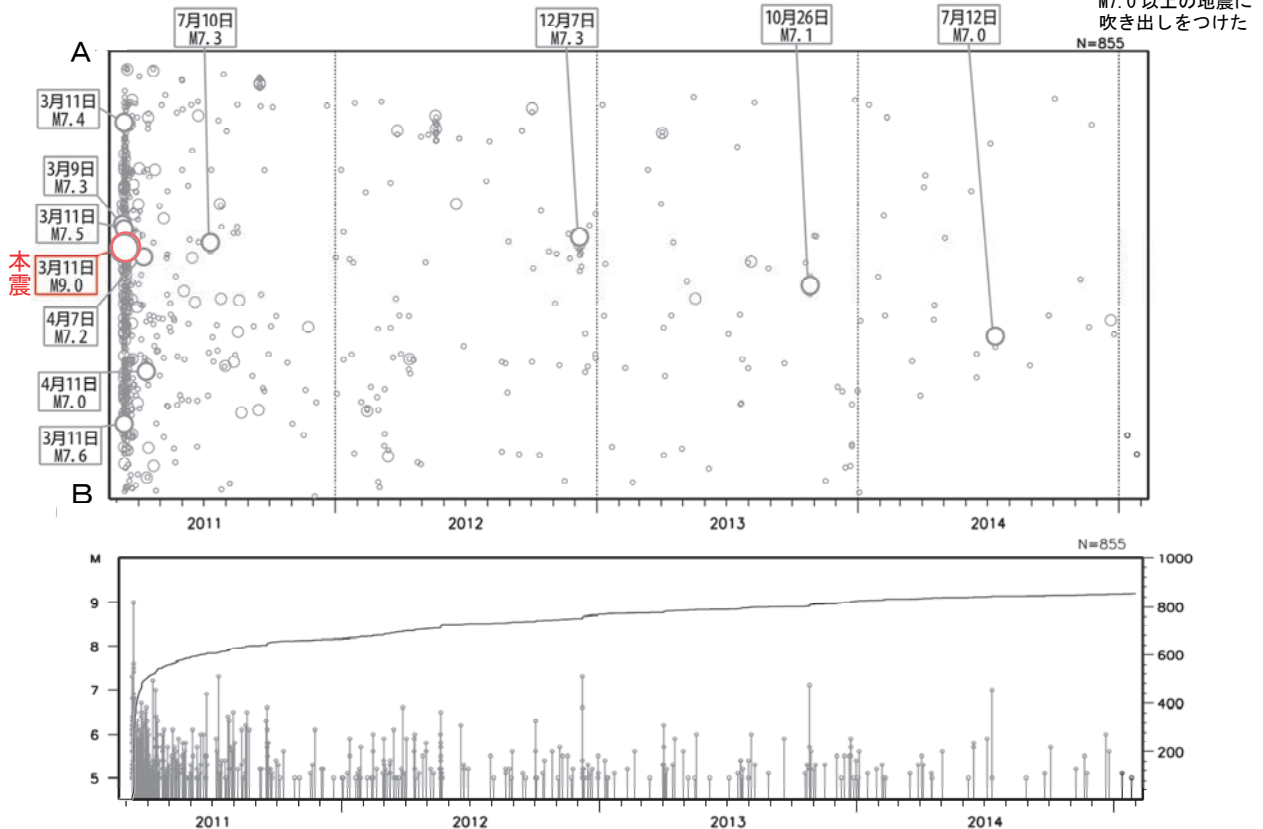 M7.0 以上の地震に
吹き出しをつけた
7月10日
M7.3
12月7日
M7.3
10月26日
M7.1
7月12日
M7.0
A
N=855
3月11日
M7.4
3月9日
M7.3
3月11日
M7.5
本震
3月11日
M9.0
4月7日
M7.2
4月11日
M7.0
3月11日
M7.6
B
2011 2012 2013 2014
N=855
M
1000
9
800
8
600
7
400
6
200
5
2011 2012 2013 2014